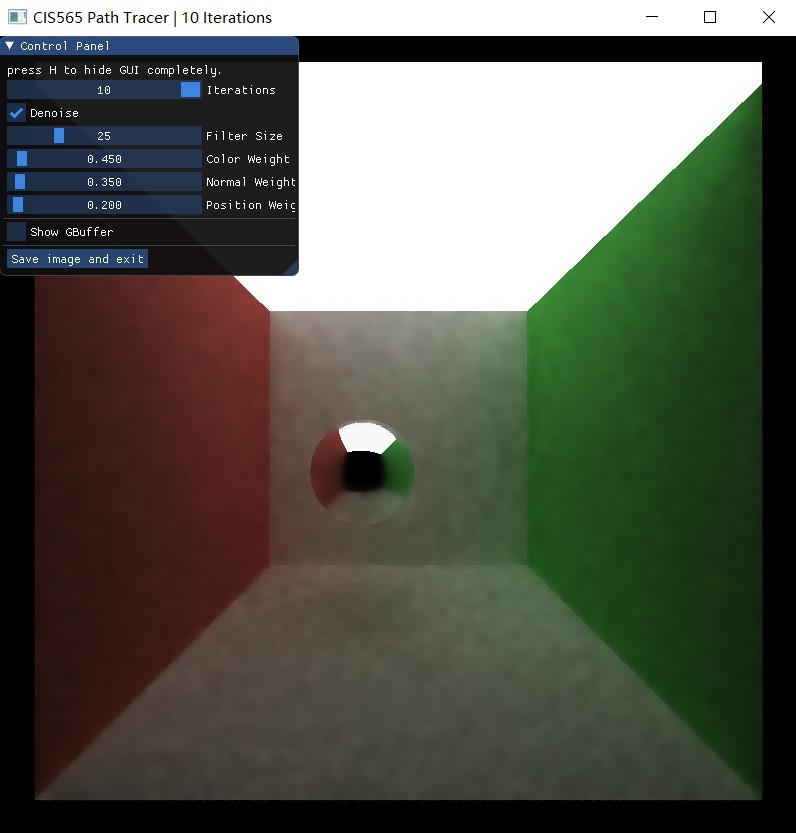 CIS565 Path Tracer | 10 Iterations
Control Panel
press H to hide GUI completely.
10 Iterations
Denoise
25 Filter Size
0.450 Color Weight
0.350 Normal Weight
0.200 Position Weig
Show GBuffer
Save image and exit